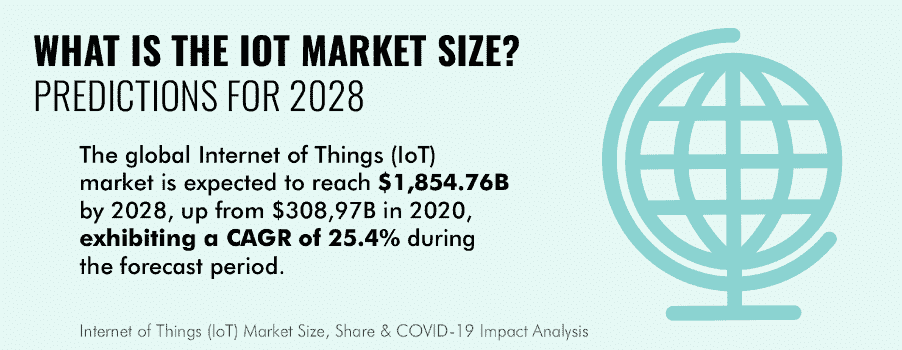 WHAT IS THE IOT MARKET SIZE?
PREDICTIONS FOR 2028
The global Internet of Things (IoT)
market is expected to reach $1,854.76B
by 2028, up from $308,97B in 2020,
exhibiting a CAGR of 25.4% during
the forecast period.
Internet of Things (IoT) Market Size, Share & COVID-19 Impact Analysis